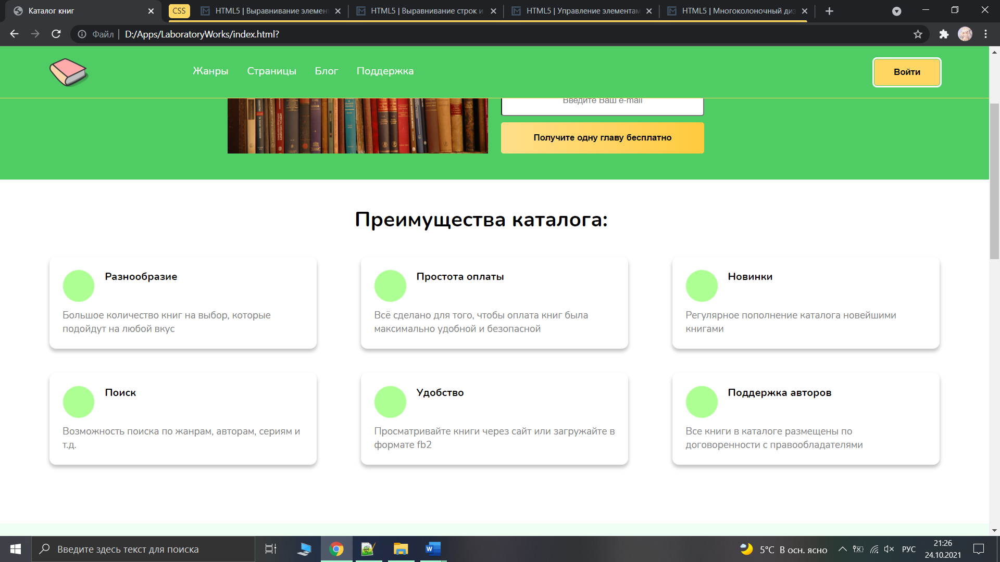 Каталог книг
CSS
HTML5 | Выравнивание элемен
HTML5 | Выравнивание строк и
HTML5 | Управление элементам
HTML5 | Многоколоночный диз
Файл
D:/Apps/LaboratoryWorks/index.html?
Жанры
Страницы
Блог
Поддержка
Войти
Введите Ваш e-mail
Получите одну главу бесплатно
Преимущества каталога:
Разнообразие
Большое количество книг на выбор, которые
подойдут на любой вкус
Простота оплаты
Всё сделано для того, чтобы оплата книг была
максимально удобной и безопасной
Новинки
Регулярное пополнение каталога новейшими
книгами
Поиск
Возможность поиска по жанрам, авторам, сериям и
т.д.
Удобство
Просматривайте книги через сайт или загружайте в
формате fb2
Поддержка авторов
Все книги в каталоге размещены по
договоренности с правообладателями
Введите здесь текст для поиска
5°C В осн. ясно
РУС
21:26
24.10.2021